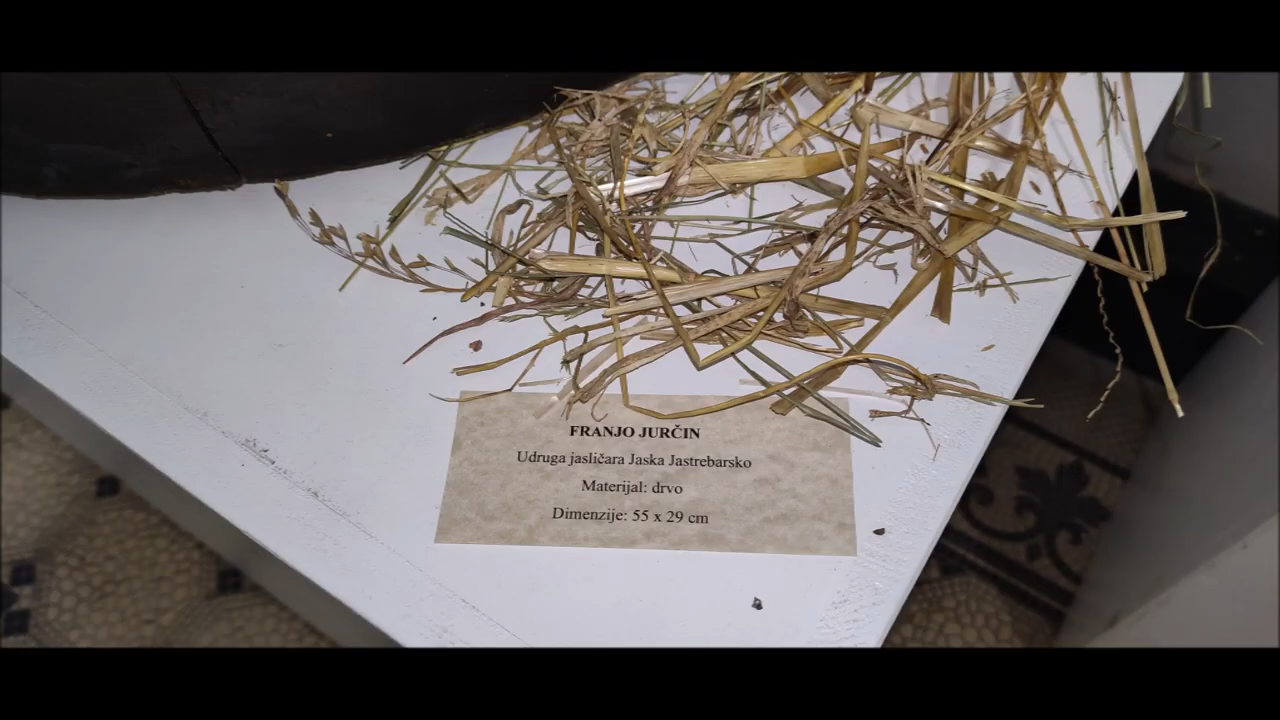 FRANJO JURČIN
Udruga jasličara Jaska Jastrebarsko
Materijal: drvo
Dimenzije: 55 x 29 cm